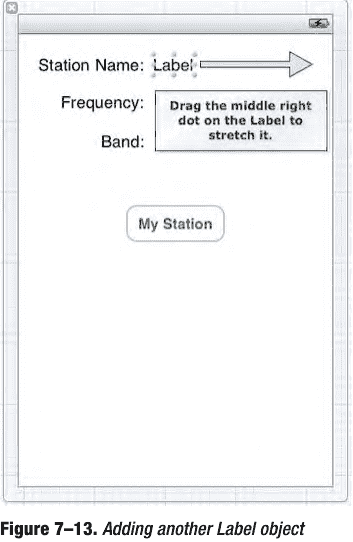 Station Name: Label
Frequency:
Drag the middle right
dot on the Label to
stretch it.
Band:
My Station
Figure 7–13. Adding another Label object